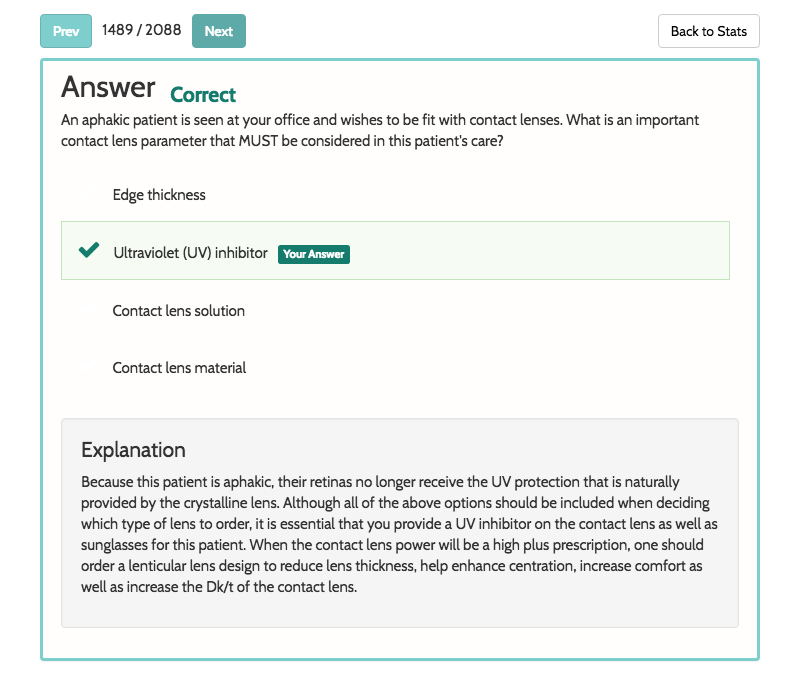 Prev 1489 / 2088 Next Back to Stats
Answer Correct
An aphakic patient is seen at your office and wishes to be fit with contact lenses. What is an important
contact lens parameter that MUST be considered in this patient's care?
Edge thickness
Ultraviolet (UV) inhibitor Your Answer
Contact lens solution
Contact lens material
Explanation
Because this patient is aphakic, their retinas no longer receive the UV protection that is naturally
provided by the crystalline lens. Although all of the above options should be included when deciding
which type of lens to order, it is essential that you provide a UV inhibitor on the contact lens as well as
sunglasses for this patient. When the contact lens power will be a high plus prescription, one should
order a lenticular lens design to reduce lens thickness, help enhance centration, increase comfort as
well as increase the Dk/t of the contact lens.